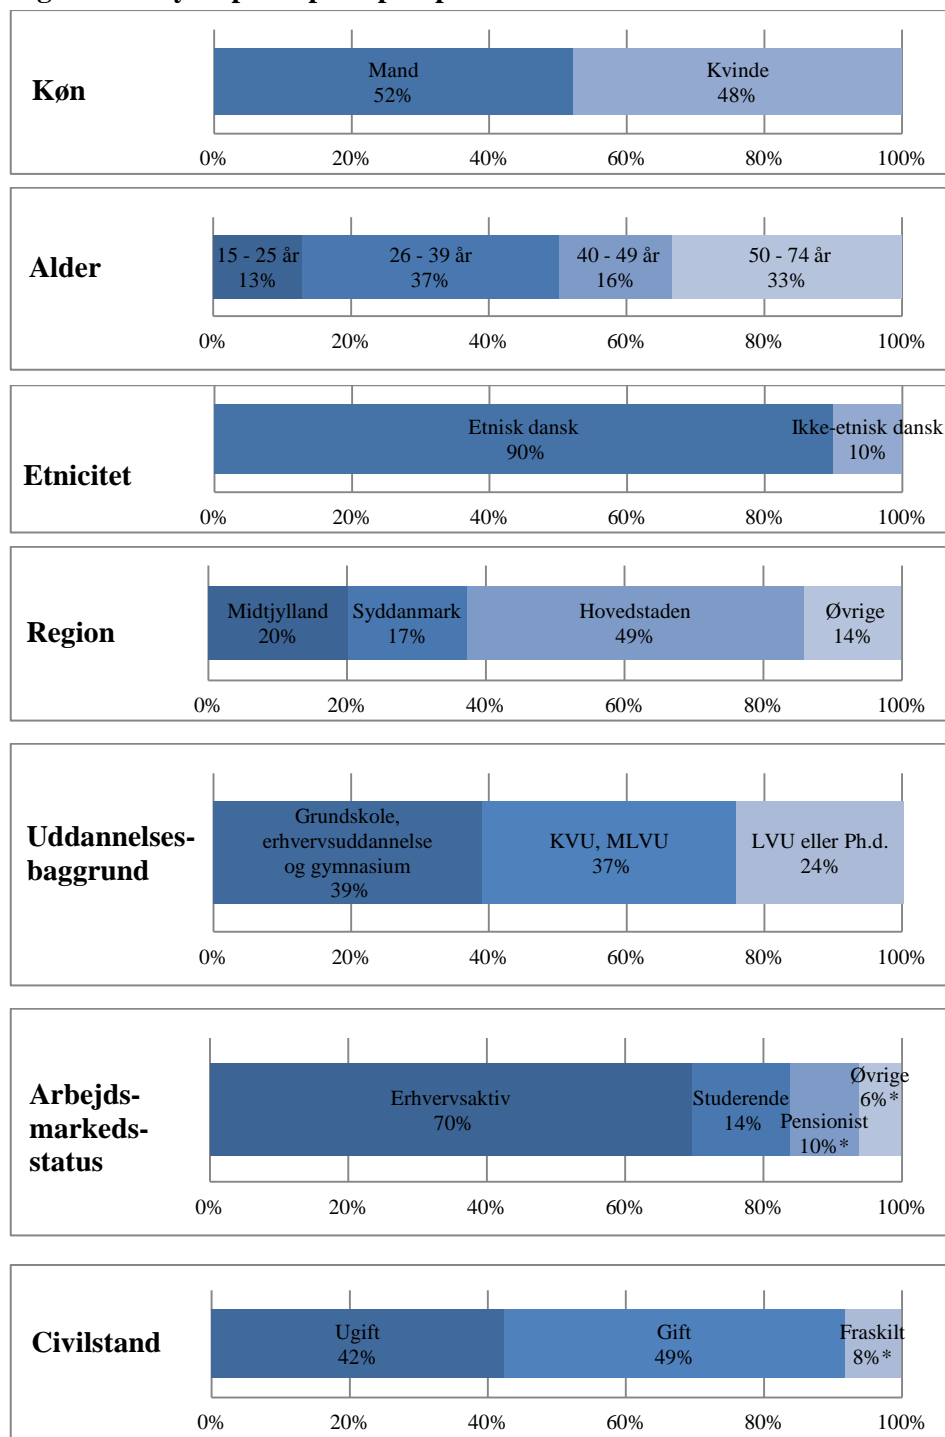 Køn
Mand
52%
Kvinde
48%
0% 20% 40% 60% 80% 100%
Alder
15 - 25 år
13%
26 - 39 år
37%
40 - 49 år
16%
50 - 74 år
33%
0% 20% 40% 60% 80% 100%
Etnicitet
Etnisk dansk
90%
Ikke-etnisk dansk
10%
0% 20% 40% 60% 80% 100%
Region
Midtjylland
20%
Syddanmark
17%
Hovedstaden
49%
Øvrige
14%
0% 20% 40% 60% 80% 100%
Uddannelses-
baggrund
Grundskole,
erhvervsuddannelse
og gymnasium
39%
KVU, MLVU
37%
LVU eller Ph.d.
24%
0% 20% 40% 60% 80% 100%
Arbejds-
markeds-
status
Erhvervsaktiv
70%
Studerende
14%
Pensionist
10%*
Øvrige
6%*
0% 20% 40% 60% 80% 100%
Civilstand
Ugift
42%
Gift
49%
Fraskilt
8%*
0% 20% 40% 60% 80% 100%